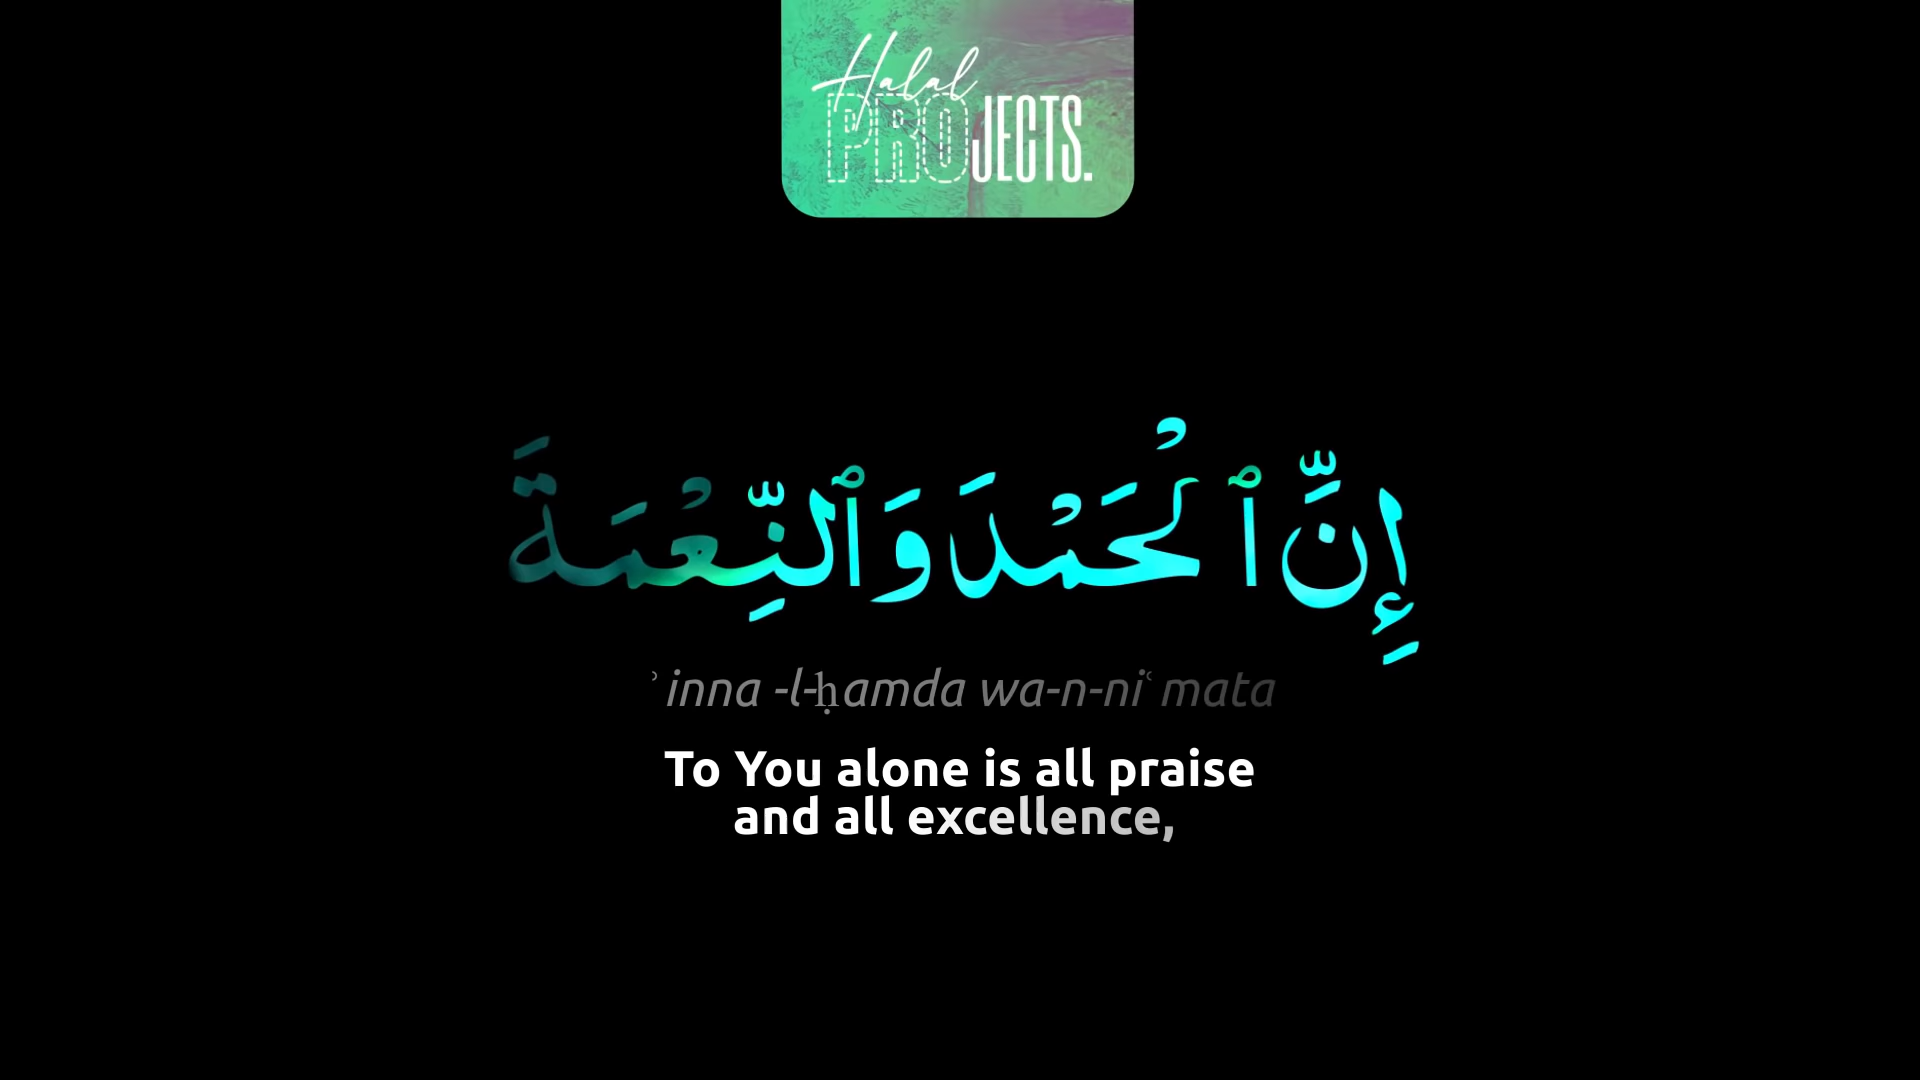 Halal
PROJECTS.
إِنَّ ٱلْحَمْدَ وَٱلنِّعْمَةَ
ʾinna -l-ḥamda wa-n-niʿmata
To You alone is all praise
and all excellence,